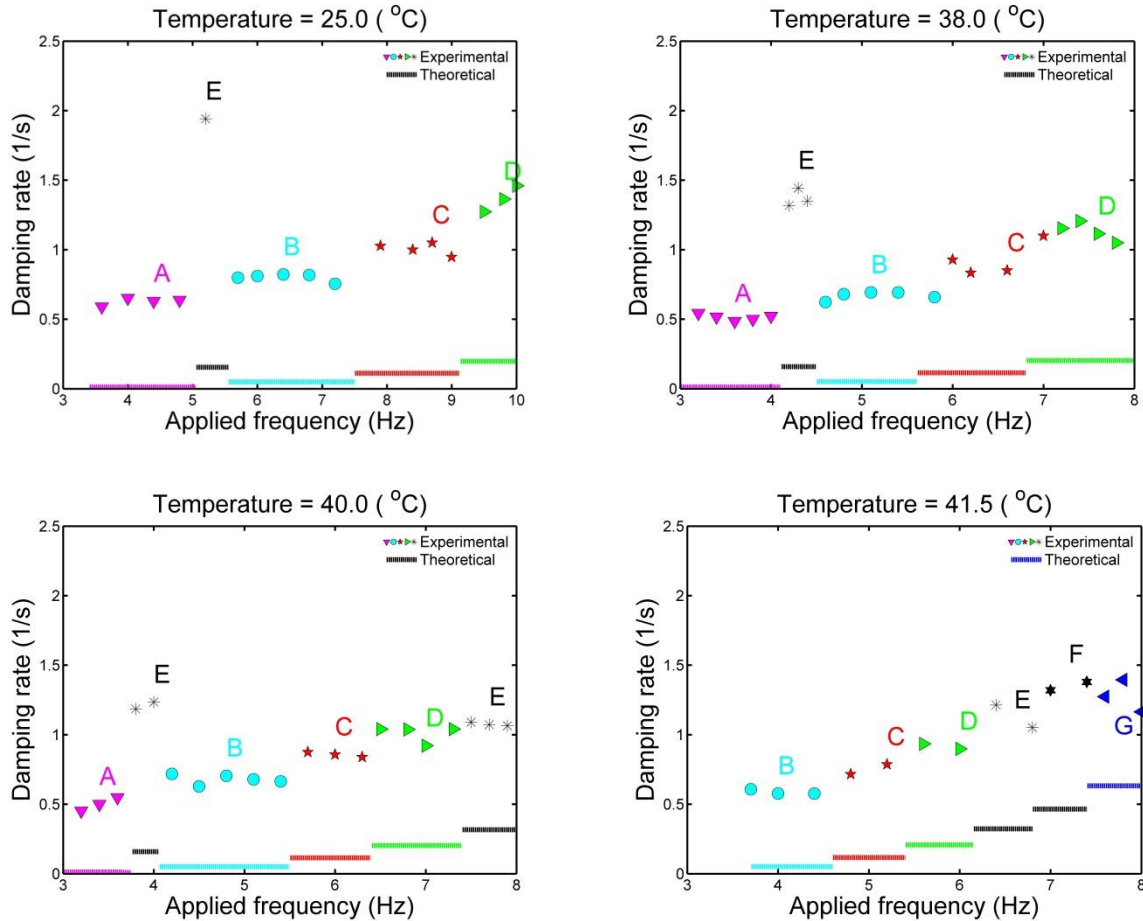 Temperature = 25.0 ( °C)
2.5
2
1.5
1
0.5
0
Damping rate (1/s)
Experimental
Theoretical
E
D
C
B
A
3 4 5 6 7 8 9 10
Applied frequency (Hz)
Temperature = 38.0 ( °C)
2.5
2
1.5
1
0.5
0
Damping rate (1/s)
Experimental
Theoretical
E
D
C
B
A
3 4 5 6 7 8
Applied frequency (Hz)
Temperature = 40.0 ( °C)
2.5
2
1.5
1
0.5
0
Damping rate (1/s)
Experimental
Theoretical
E
E
D
C
B
A
3 4 5 6 7 8
Applied frequency (Hz)
Temperature = 41.5 ( °C)
2.5
2
1.5
1
0.5
0
Damping rate (1/s)
Experimental
Theoretical
F
E
G
D
C
B
3 4 5 6 7 8
Applied frequency (Hz)